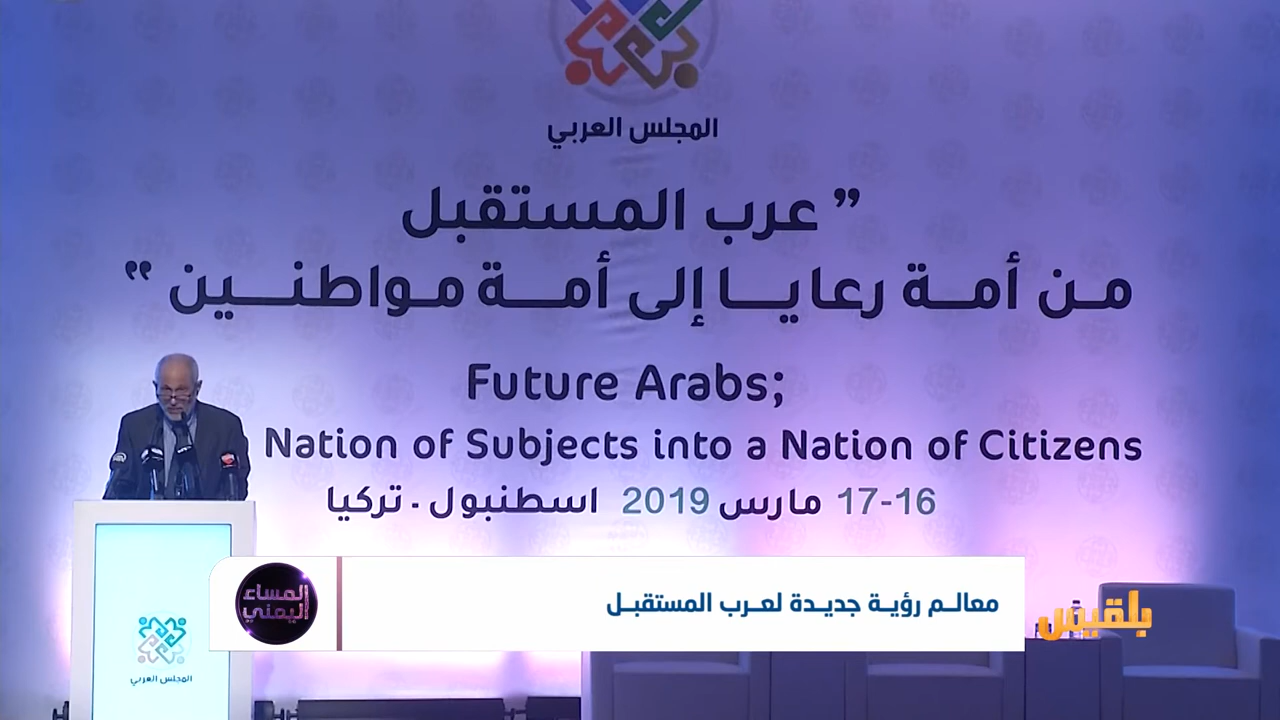 المجلس العربي
” عرب المستقبل
من أمة رعايا إلى أمة مواطنين “
Future Arabs;
Nation of Subjects into a Nation of Citizens
16-17 مارس 2019 اسطنبول - تركيا
المجلس العربي
معالم رؤية جديدة لعرب المستقبل
المساء
اليمني
بلقيس